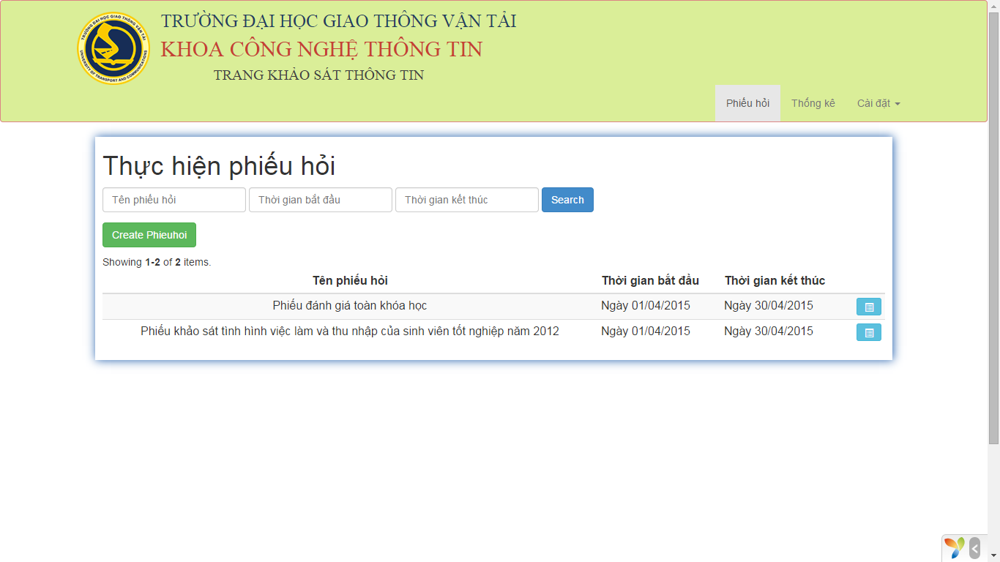 TRƯỜNG ĐẠI HỌC GIAO THÔNG VẬN TẢI
UNIVERSITY OF TRANSPORT AND COMMUNICATIONS
TRƯỜNG ĐẠI HỌC GIAO THÔNG VẬN TẢI
KHOA CÔNG NGHỆ THÔNG TIN
TRANG KHẢO SÁT THÔNG TIN
Phiếu hỏi Thống kê Cài đặt
Thực hiện phiếu hỏi
Tên phiếu hỏi Thời gian bắt đầu Thời gian kết thúc Search
Create Phieuhoi
Showing 1-2 of 2 items.
Tên phiếu hỏi Thời gian bắt đầu Thời gian kết thúc
Phiếu đánh giá toàn khóa học Ngày 01/04/2015 Ngày 30/04/2015
Phiếu khảo sát tình hình việc làm và thu nhập của sinh viên tốt nghiệp năm 2012 Ngày 01/04/2015 Ngày 30/04/2015